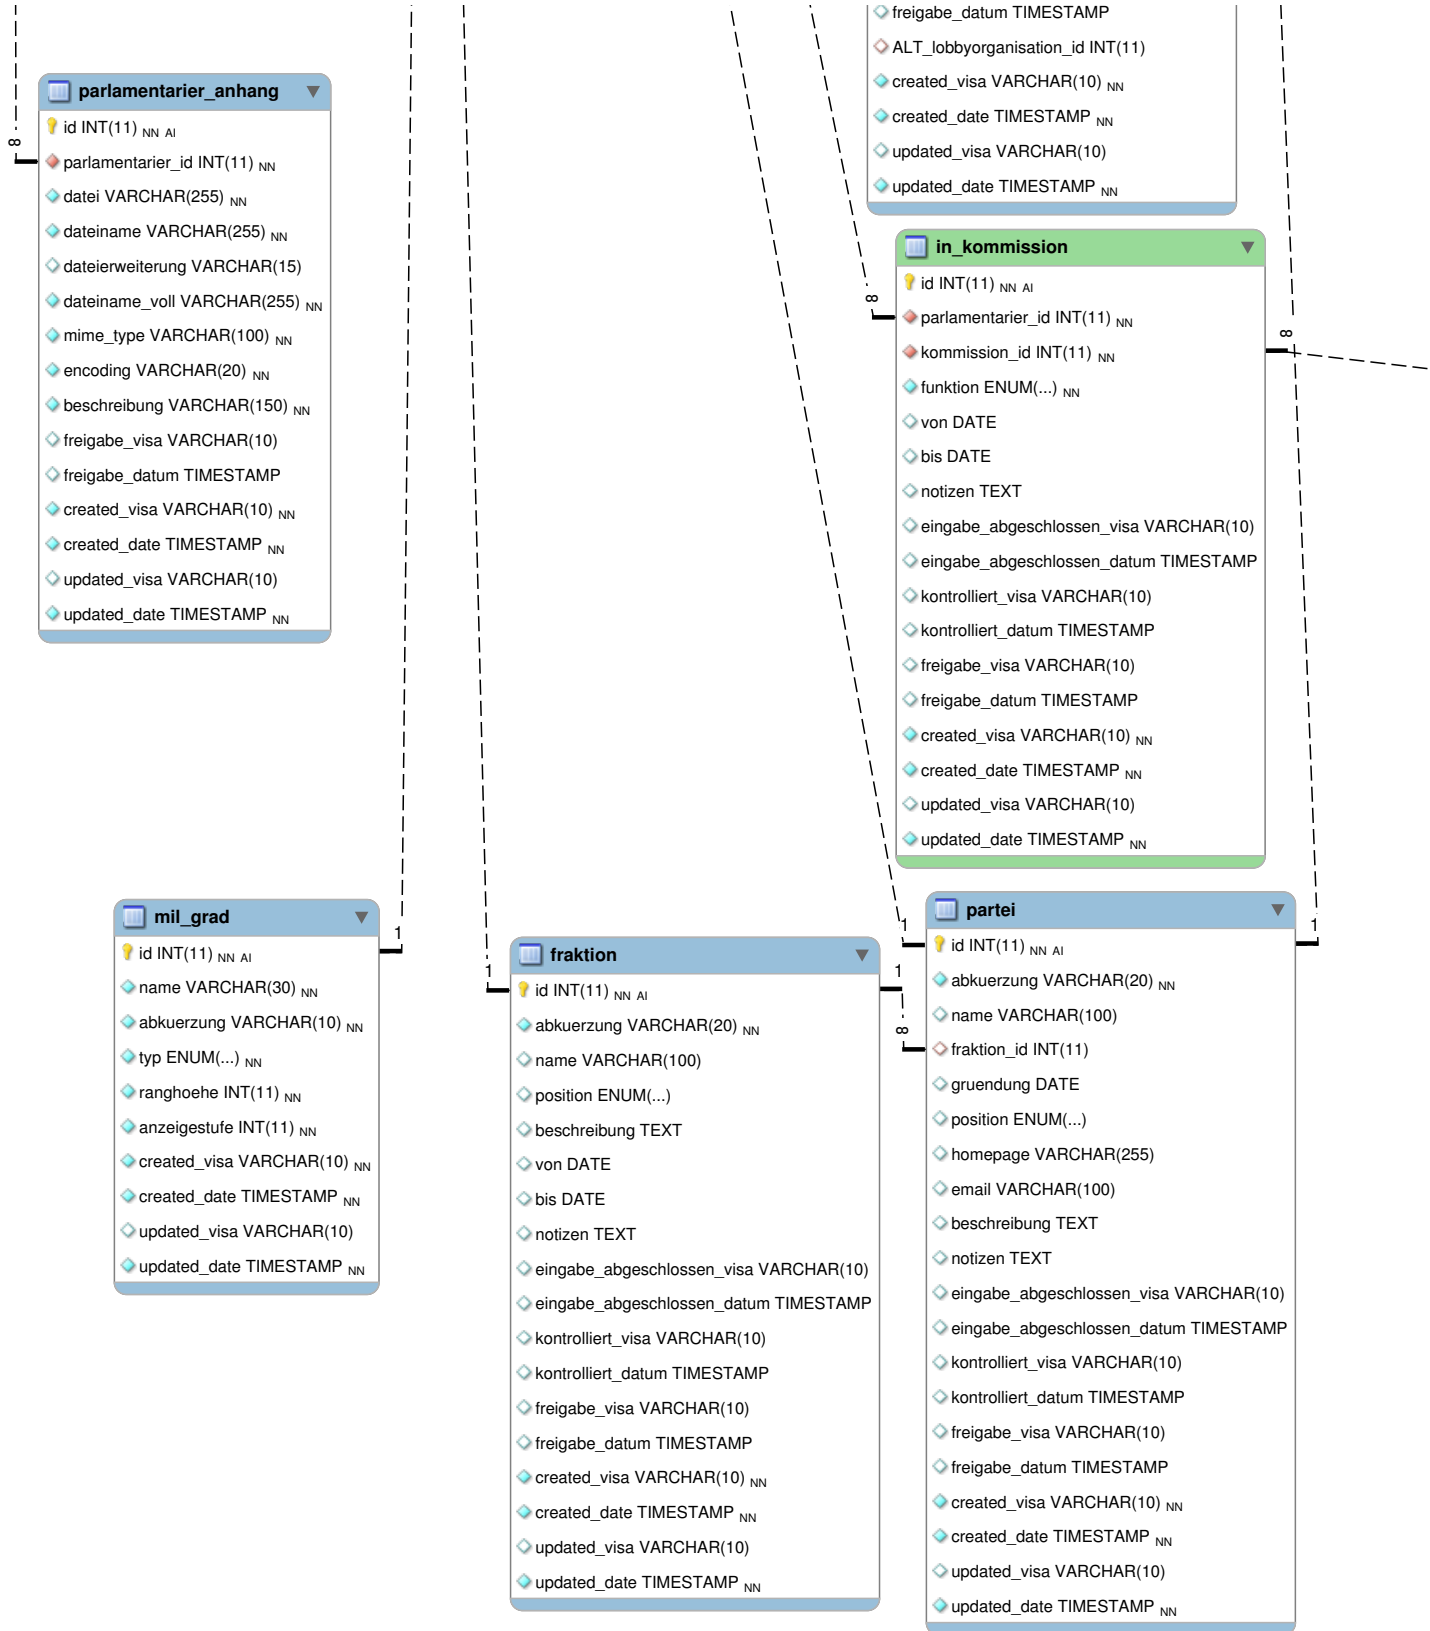 freigabe_datum TIMESTAMP
ALT_lobbyorganisation_id INT(11)
created_visa VARCHAR(10) NN
created_date TIMESTAMP NN
updated_visa VARCHAR(10)
updated_date TIMESTAMP NN
parlamentarier_anhang
id INT(11) NN AI
parlamentarier_id INT(11) NN
datei VARCHAR(255) NN
dateiname VARCHAR(255) NN
dateierweiterung VARCHAR(15)
dateiname_voll VARCHAR(255) NN
mime_type VARCHAR(100) NN
encoding VARCHAR(20) NN
beschreibung VARCHAR(150) NN
freigabe_visa VARCHAR(10)
freigabe_datum TIMESTAMP
created_visa VARCHAR(10) NN
created_date TIMESTAMP NN
updated_visa VARCHAR(10)
updated_date TIMESTAMP NN
8
in_kommission
id INT(11) NN AI
parlamentarier_id INT(11) NN
kommission_id INT(11) NN
funktion ENUM(...) NN
von DATE
bis DATE
notizen TEXT
eingabe_abgeschlossen_visa VARCHAR(10)
eingabe_abgeschlossen_datum TIMESTAMP
kontrolliert_visa VARCHAR(10)
kontrolliert_datum TIMESTAMP
freigabe_visa VARCHAR(10)
freigabe_datum TIMESTAMP
created_visa VARCHAR(10) NN
created_date TIMESTAMP NN
updated_visa VARCHAR(10)
updated_date TIMESTAMP NN
8
8
mil_grad
id INT(11) NN AI
name VARCHAR(30) NN
abkuerzung VARCHAR(10) NN
typ ENUM(...) NN
ranghoehe INT(11) NN
anzeigestufe INT(11) NN
created_visa VARCHAR(10) NN
created_date TIMESTAMP NN
updated_visa VARCHAR(10)
updated_date TIMESTAMP NN
1
fraktion
id INT(11) NN AI
abkuerzung VARCHAR(20) NN
name VARCHAR(100)
position ENUM(...)
beschreibung TEXT
von DATE
bis DATE
notizen TEXT
eingabe_abgeschlossen_visa VARCHAR(10)
eingabe_abgeschlossen_datum TIMESTAMP
kontrolliert_visa VARCHAR(10)
kontrolliert_datum TIMESTAMP
freigabe_visa VARCHAR(10)
freigabe_datum TIMESTAMP
created_visa VARCHAR(10) NN
created_date TIMESTAMP NN
updated_visa VARCHAR(10)
updated_date TIMESTAMP NN
1
1
8
partei
id INT(11) NN AI
abkuerzung VARCHAR(20) NN
name VARCHAR(100)
fraktion_id INT(11)
gruendung DATE
position ENUM(...)
homepage VARCHAR(255)
email VARCHAR(100)
beschreibung TEXT
notizen TEXT
eingabe_abgeschlossen_visa VARCHAR(10)
eingabe_abgeschlossen_datum TIMESTAMP
kontrolliert_visa VARCHAR(10)
kontrolliert_datum TIMESTAMP
freigabe_visa VARCHAR(10)
freigabe_datum TIMESTAMP
created_visa VARCHAR(10) NN
created_date TIMESTAMP NN
updated_visa VARCHAR(10)
updated_date TIMESTAMP NN
1
1